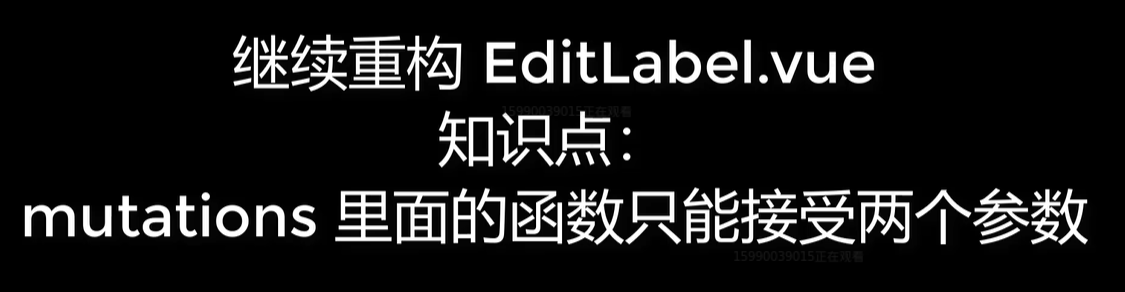 继续重构 EditLabel.vue
15990039015正在观看
知识点：
mutations 里面的函数只能接受两个参数
15990039015正在观看